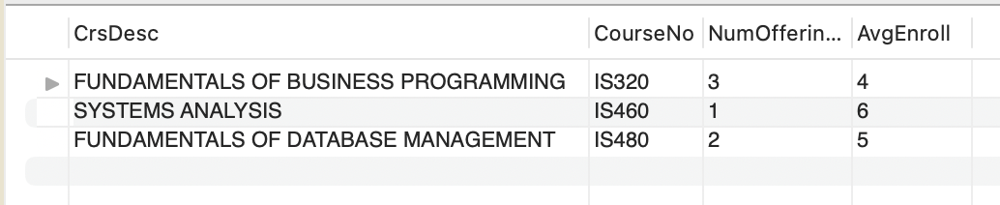 CrsDesc CourseNo NumOfferin... AvgEnroll
FUNDAMENTALS OF BUSINESS PROGRAMMING IS320 3 4
SYSTEMS ANALYSIS IS460 1 6
FUNDAMENTALS OF DATABASE MANAGEMENT IS480 2 5